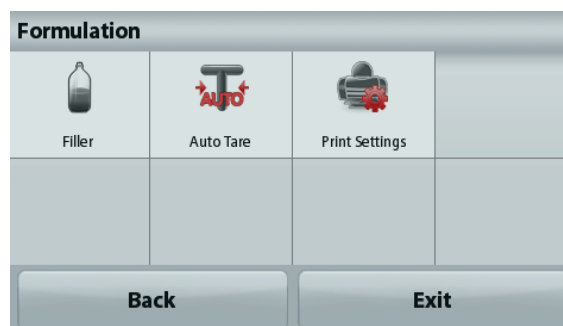 Formulation
AUTO
Filler
Auto Tare
Print Settings
Back
Exit